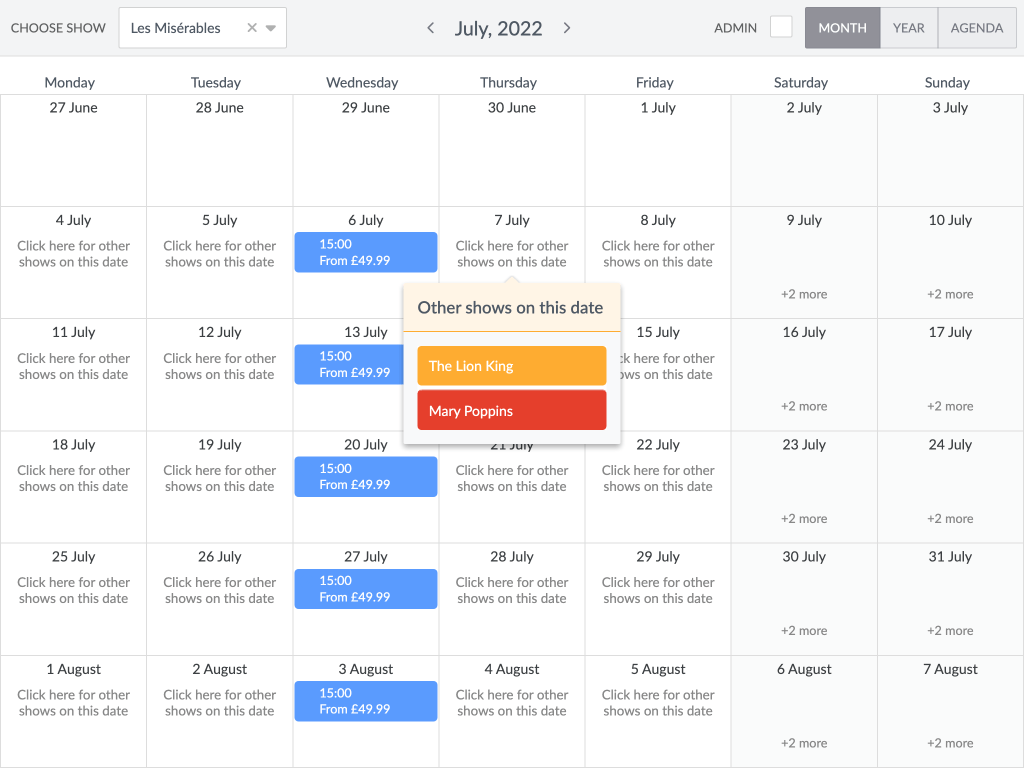 CHOOSE SHOW Les Misérables July, 2022 ADMIN MONTH YEAR AGENDA
Monday Tuesday Wednesday Thursday Friday Saturday Sunday
27 June 28 June 29 June 30 June 1 July 2 July 3 July
4 July 5 July 6 July 7 July 8 July 9 July 10 July
Click here for other shows on this date
Click here for other shows on this date
15:00
From £49.99
Click here for other shows on this date
Click here for other shows on this date
+2 more
+2 more
Other shows on this date
The Lion King
Mary Poppins
11 July 12 July 13 July 15 July 16 July 17 July
Click here for other shows on this date
Click here for other shows on this date
15:00
From £49.99
for other
on this date
+2 more
+2 more
18 July 19 July 20 July 21 July 22 July 23 July 24 July
Click here for other shows on this date
Click here for other shows on this date
15:00
From £49.99
Click here for other shows on this date
Click here for other shows on this date
+2 more
+2 more
25 July 26 July 27 July 28 July 29 July 30 July 31 July
Click here for other shows on this date
Click here for other shows on this date
15:00
From £49.99
Click here for other shows on this date
Click here for other shows on this date
+2 more
+2 more
1 August 2 August 3 August 4 August 5 August 6 August 7 August
Click here for other shows on this date
Click here for other shows on this date
15:00
From £49.99
Click here for other shows on this date
Click here for other shows on this date
+2 more
+2 more